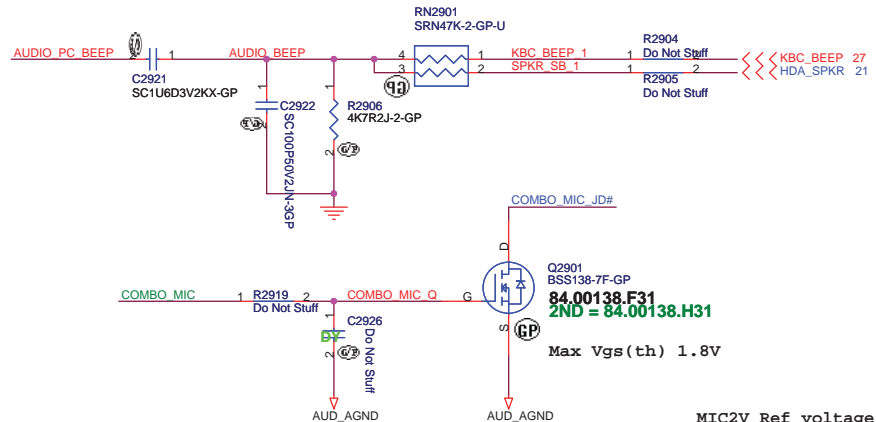 RN2901
SRN47K-2-GP-U
AUDIO_PC_BEEP
2 1
AUDIO_BEEP
4 1
KBC_BEEP_1
R2904
Do Not Stuff
1 2
KBC_BEEP 27
3 2
SPKR_SB_1
1 2
HDA_SPKR 21
R2905
Do Not Stuff
C2921
SC1U6D3V2KX-GP
GP
1
C2922
SC100P50V2JN-3GP
2
1
R2906
4K7R2J-2-GP
2
COMBO_MIC_JD#
D
Q2901
BSS138-7F-GP
84.00138.F31
2ND = 84.00138.H31
COMBO_MIC
1 R2919 2
Do Not Stuff
COMBO_MIC_Q
G
S
GP
1
C2926
DY
Do Not Stuff
2
Max Vgs(th) 1.8V
AUD_AGND
AUD_AGND
MIC2V Ref voltage